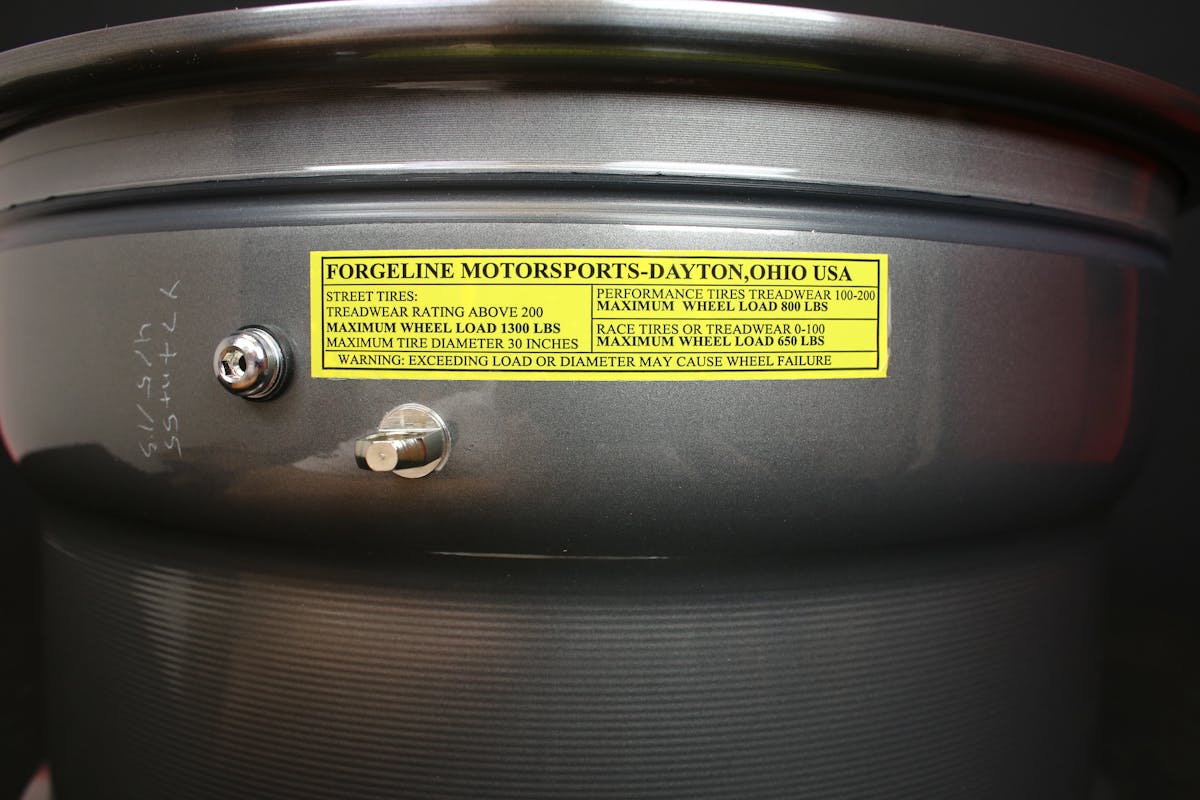 FORGELINE MOTORSPORTS-DAYTON,OHIO USA
STREET TIRES:
TREADWEAR RATING ABOVE 200
MAXIMUM WHEEL LOAD 1300 LBS
MAXIMUM TIRE DIAMETER 30 INCHES
PERFORMANCE TIRES TREADWEAR 100-200
MAXIMUM WHEEL LOAD 800 LBS
RACE TIRES OR TREADWEAR 0-100
MAXIMUM WHEEL LOAD 650 LBS
WARNING: EXCEEDING LOAD OR DIAMETER MAY CAUSE WHEEL FAILURE